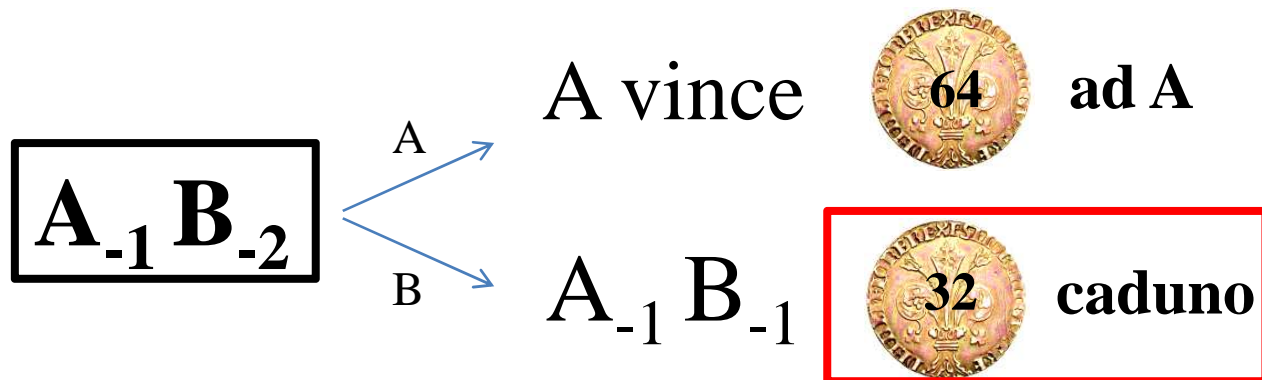 A vince 64 ad A
A
A₋₁ B₋₂
B
A₋₁ B₋₁ 32 caduno